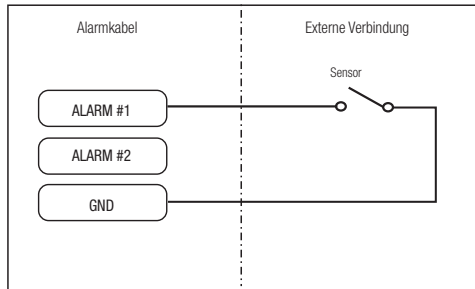 Alarmkabel
Externe Verbindung
Sensor
ALARM #1
ALARM #2
GND